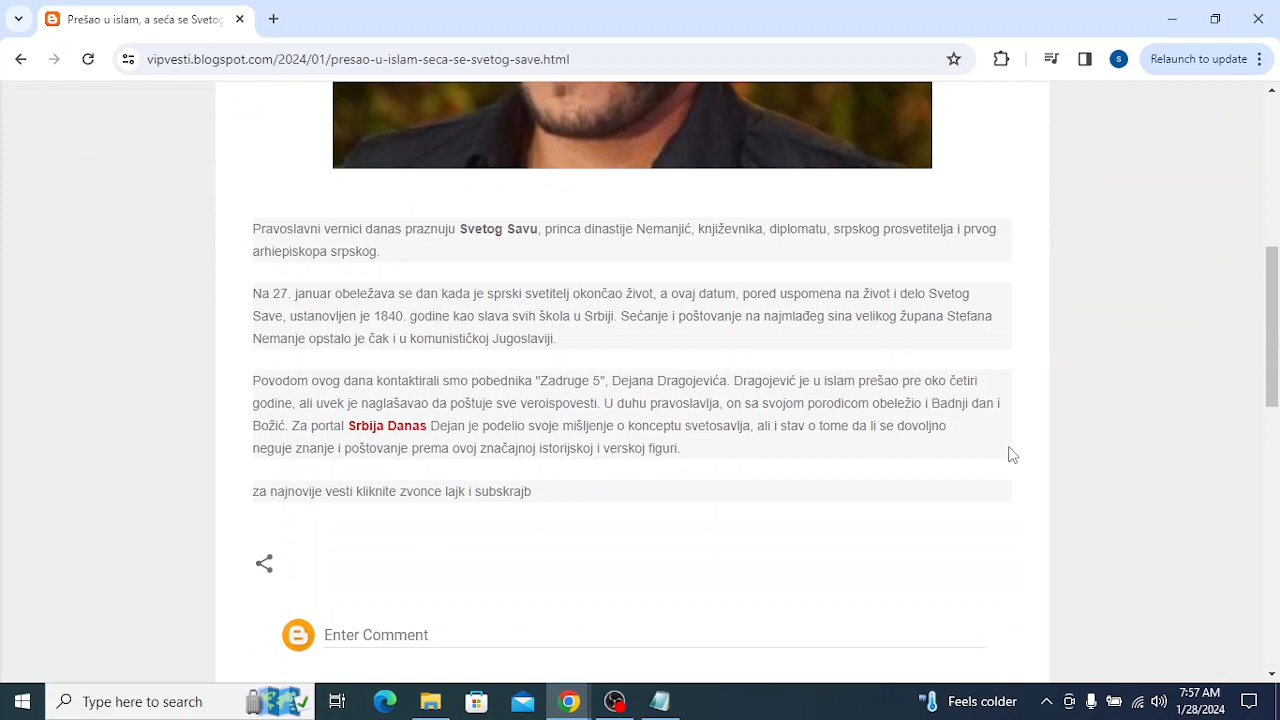 Prešao u islam, a seća se Svetog
vipvesti.blogspot.com/2024/01/presao-u-islam-seca-se-svetog-save.html
S
Relaunch to update
Pravoslavni vernici danas praznuju Svetog Savu, princa dinastije Nemanjić, književnika, diplomatu, srpskog prosvetitelja i prvog
arhiepiskopa srpskog.
Na 27. januar obeležava se dan kada je sprski svetitelj okončao život, a ovaj datum, pored uspomena na život i delo Svetog
Save, ustanovljen je 1840. godine kao slava svih škola u Srbiji. Sećanje i poštovanje na najmlađeg sina velikog župana Stefana
Nemanje opstalo je čak i u komunističkoj Jugoslaviji.
Povodom ovog dana kontaktirali smo pobednika "Zadruge 5", Dejana Dragojevića. Dragojević je u islam prešao pre oko četiri
godine, ali uvek je naglašavao da poštuje sve veroispovesti. U duhu pravoslavlja, on sa svojom porodicom obeležio i Badnji dan i
Božić. Za portal Srbija Danas Dejan je podelio svoje mišljenje o konceptu svetosavlja, ali i stav o tome da li se dovoljno
neguje znanje i poštovanje prema ovoj značajnoj istorijskoj i verskoj figuri.
za najnovije vesti kliknite zvonce lajk i subskrajb
Enter Comment
Type here to search
Feels colder
7:57 AM
1/28/2024